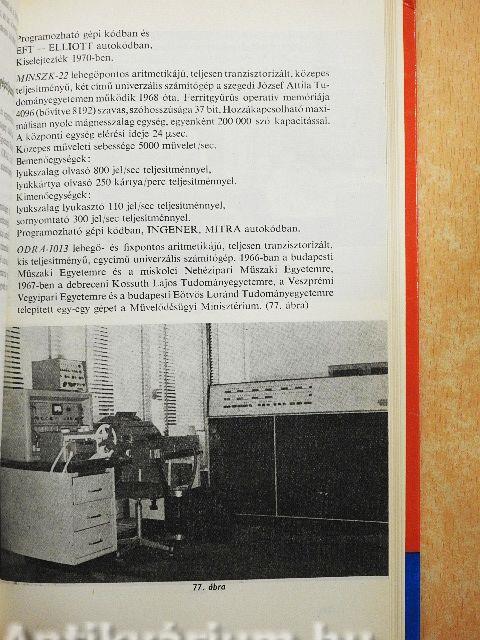 Programozható gépi kódban és
EFT — ELLIOTT autokódban.
Kiselejtezték 1970-ben.
MINSZK-22 lebegőpontos aritmetikájú, teljesen tranzisztorizált, közepes
teljesítményű, két című univerzális számítógép a szegedi József Attila Tu-
dományegyetemen működik 1968 óta. Ferritgyűrűs operatív memóriája
4096 (bővítve 8192) szavas, szóhosszúsága 37 bit. Hozzákapcsolható maxi-
málisan nyolc mágnesszalag egység, egyenként 200 000 szó kapacitással.
A központi egység elérési ideje 24 μsec.
Közepes műveleti sebessége 5000 művelet/sec.
Bemenőegységek:
lyukszalag olvasó 800 jel/sec teljesítménnyel,
lyukkártya olvasó 250 kártya/perc teljesítménnyel.
Kimenőegységek:
lyukszalag lyukasztó 110 jel/sec teljesítménnyel,
sornyomtató 300 jel/sec teljesítménnyel.
Programozható gépi kódban, INGENER, MITRA autokódban.
ODRA-1013 lebegő- és fixpontos aritmetikájú, teljesen tranzisztorizált,
kis teljesítményű, egycímű univerzális számítógép. 1966-ban a budapesti
Műszaki Egyetemre és a miskolci Nehézipari Műszaki Egyetemre,
1967-ben a debreceni Kossuth Lajos Tudományegyetemre, a Veszprémi
Vegyipari Egyetemre és a budapesti Eötvös Loránd Tudományegyetemre
telepített egy-egy gépet a Művelődésügyi Minisztérium. (77. ábra)
77. ábra
Antikvárium.hu